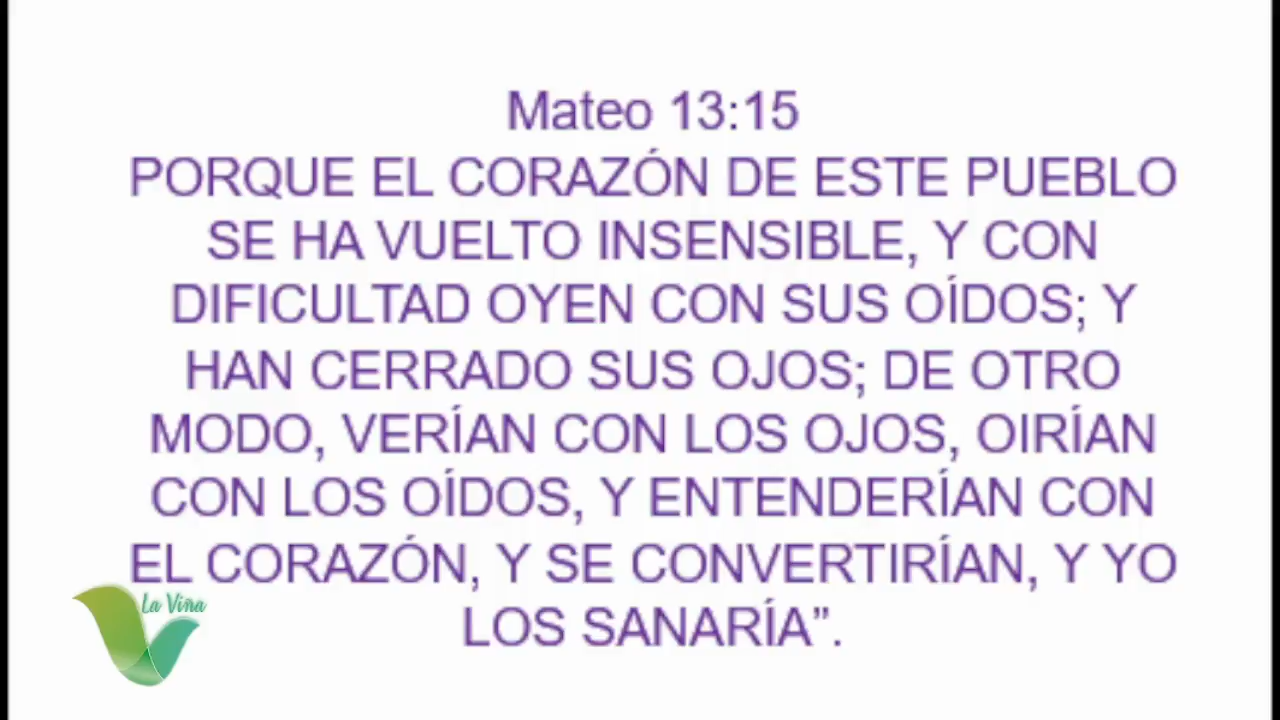 Mateo 13:15
PORQUE EL CORAZÓN DE ESTE PUEBLO
SE HA VUELTO INSENSIBLE, Y CON
DIFICULTAD OYEN CON SUS OÍDOS; Y
HAN CERRADO SUS OJOS; DE OTRO
MODO, VERÍAN CON LOS OJOS, OIRÍAN
CON LOS OÍDOS, Y ENTENDERÍAN CON
EL CORAZÓN, Y SE CONVERTIRÍAN, Y YO
LOS SANARÍA”.
La Viña